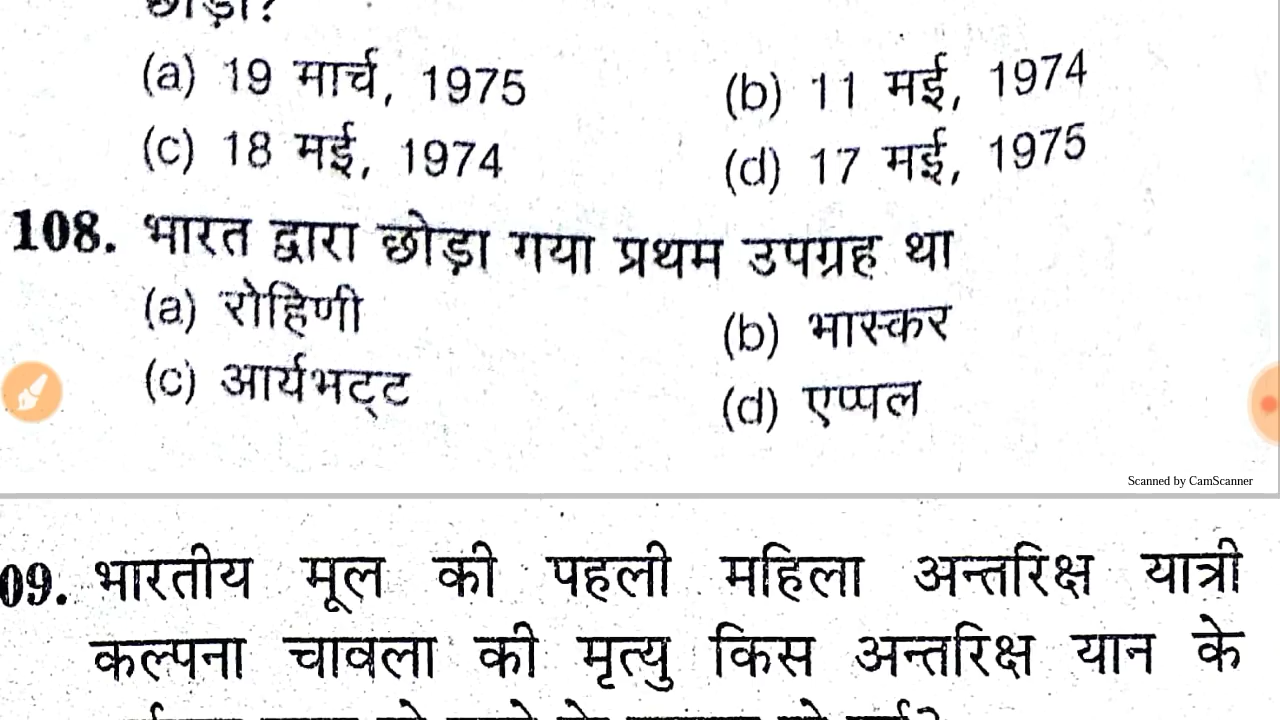 छोड़ा?
(a) 19 मार्च, 1975 (b) 11 मई, 1974
(c) 18 मई, 1974 (d) 17 मई, 1975
108. भारत द्वारा छोड़ा गया प्रथम उपग्रह था
(a) रोहिणी (b) भास्कर
(c) आर्यभट्ट (d) एप्पल
Scanned by CamScanner
09. भारतीय मूल की पहली महिला अन्तरिक्ष यात्री
कल्पना चावला की मृत्यु किस अन्तरिक्ष यान के